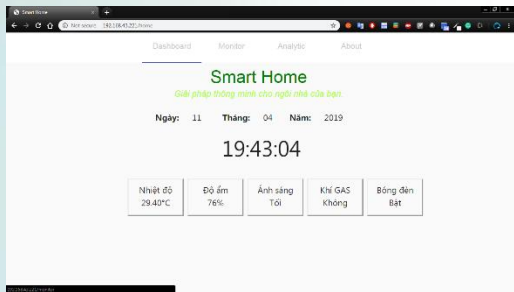 Smart Home
Not secure
Dashboard Monitor Analytic About
Smart Home
Giải pháp thông minh cho ngôi nhà của bạn.
Ngày: 11 Tháng: 04 Năm: 2019
19:43:04
Nhiệt độ Độ ẩm Ánh sáng Khí GAS Bóng đèn
29.40°C 76% Tối Không Bật